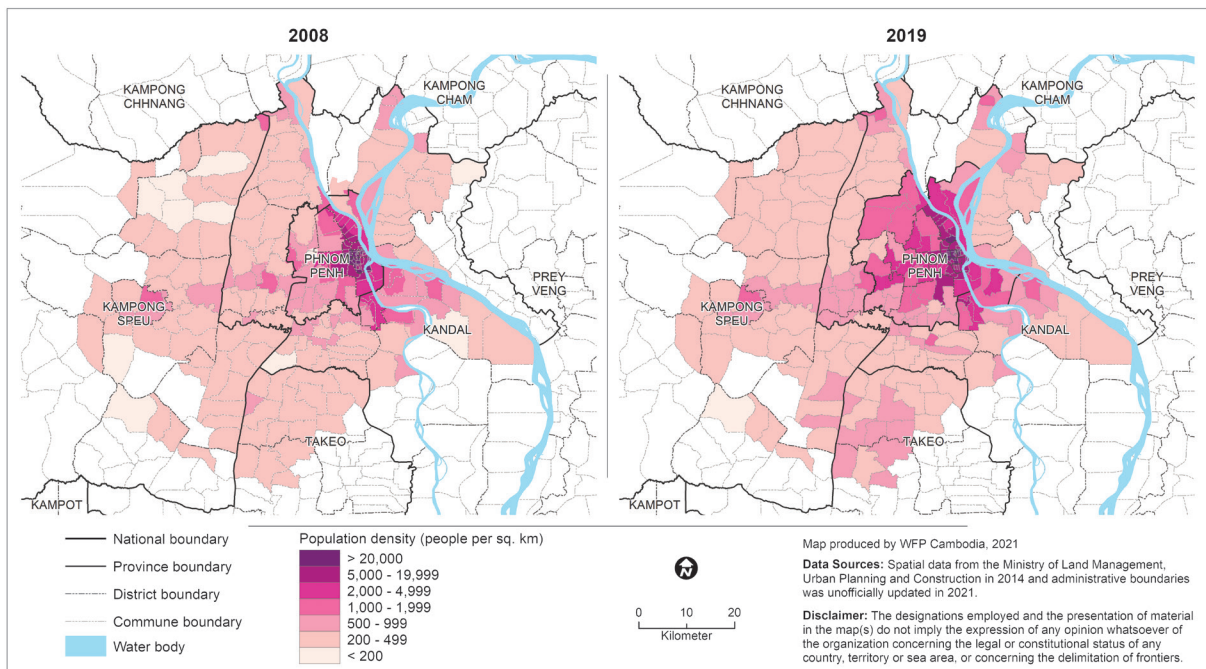 2008
KAMPONG
CHHNANG
KAMPONG
CHAM
PHNOM
PENH
PREY
VENG
KAMPONG
SPEU
KANDAL
TAKEO
KAMPOT
2019
KAMPONG
CHHNANG
KAMPONG
CHAM
PHNOM
PENH
PREY
VENG
KAMPONG
SPEU
KANDAL
TAKEO
KAMPOT
National boundary
Province boundary
District boundary
Commune boundary
Water body
Population density (people per sq. km)
> 20,000
5,000 - 19,999
2,000 - 4,999
1,000 - 1,999
500 - 999
200 - 499
< 200
N
0 10 20
Kilometer
Map produced by WFP Cambodia, 2021
Data Sources: Spatial data from the Ministry of Land Management,
Urban Planning and Construction in 2014 and administrative boundaries
was unofficially updated in 2021.
Disclaimer: The designations employed and the presentation of material
in the map(s) do not imply the expression of any opinion whatsoever of
the organization concerning the legal or constitutional status of any
country, territory or sea area, or concerning the delimitation of frontiers.